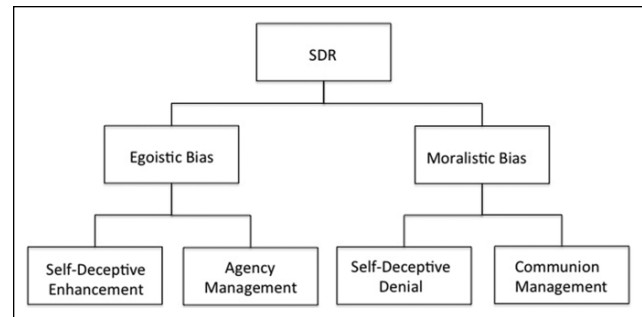 SDR
Egoistic Bias
Moralistic Bias
Self-Deceptive
Enhancement
Agency
Management
Self-Deceptive
Denial
Communion
Management